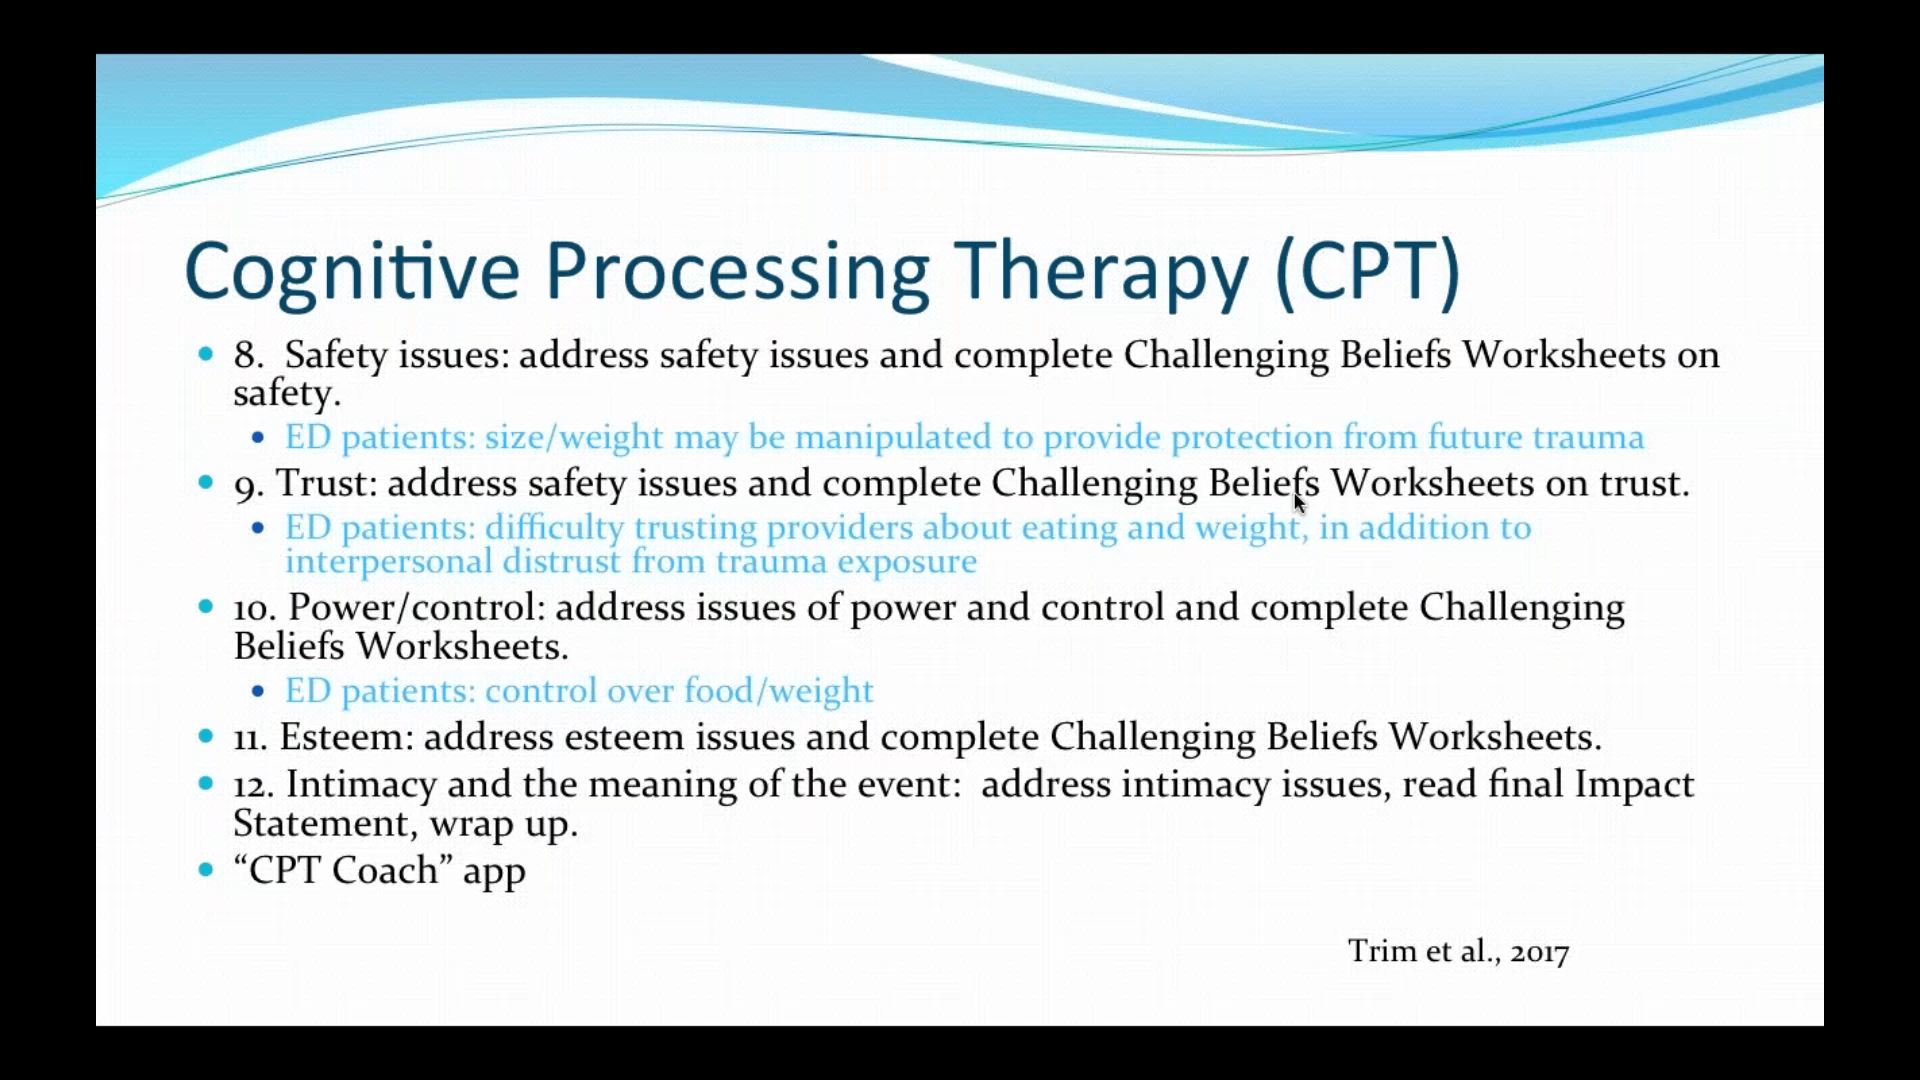 Cognitive Processing Therapy (CPT)
• 8.  Safety issues: address safety issues and complete Challenging Beliefs Worksheets on
safety.
• ED patients: size/weight may be manipulated to provide protection from future trauma
• 9. Trust: address safety issues and complete Challenging Beliefs Worksheets on trust.
• ED patients: difficulty trusting providers about eating and weight, in addition to
interpersonal distrust from trauma exposure
• 10. Power/control: address issues of power and control and complete Challenging
Beliefs Worksheets.
• ED patients: control over food/weight
• 11. Esteem: address esteem issues and complete Challenging Beliefs Worksheets.
• 12. Intimacy and the meaning of the event:  address intimacy issues, read final Impact
Statement, wrap up.
• “CPT Coach” app
Trim et al., 2017